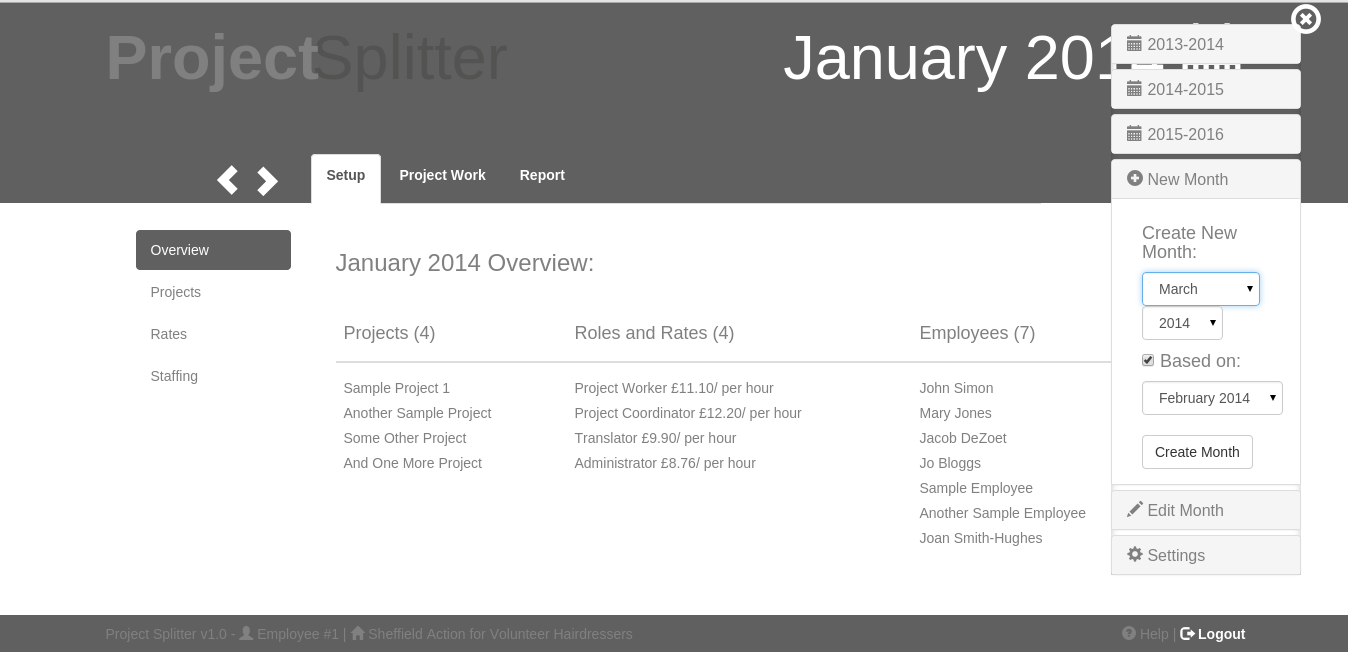 ProjectSplitter
January 201
2013-2014
2014-2015
2015-2016
New Month
Setup
Project Work
Report
Overview
Projects
Rates
Staffing
January 2014 Overview:
Projects (4)
Roles and Rates (4)
Employees (7)
Sample Project 1
Project Worker £11.10/ per hour
John Simon
Another Sample Project
Project Coordinator £12.20/ per hour
Mary Jones
Some Other Project
Translator £9.90/ per hour
Jacob DeZoet
And One More Project
Administrator £8.76/ per hour
Jo Bloggs
Sample Employee
Another Sample Employee
Joan Smith-Hughes
Create New
Month:
March
2014
Based on:
February 2014
Create Month
Edit Month
Settings
Project Splitter v1.0 - Employee #1 | Sheffield Action for Volunteer Hairdressers
Help | Logout